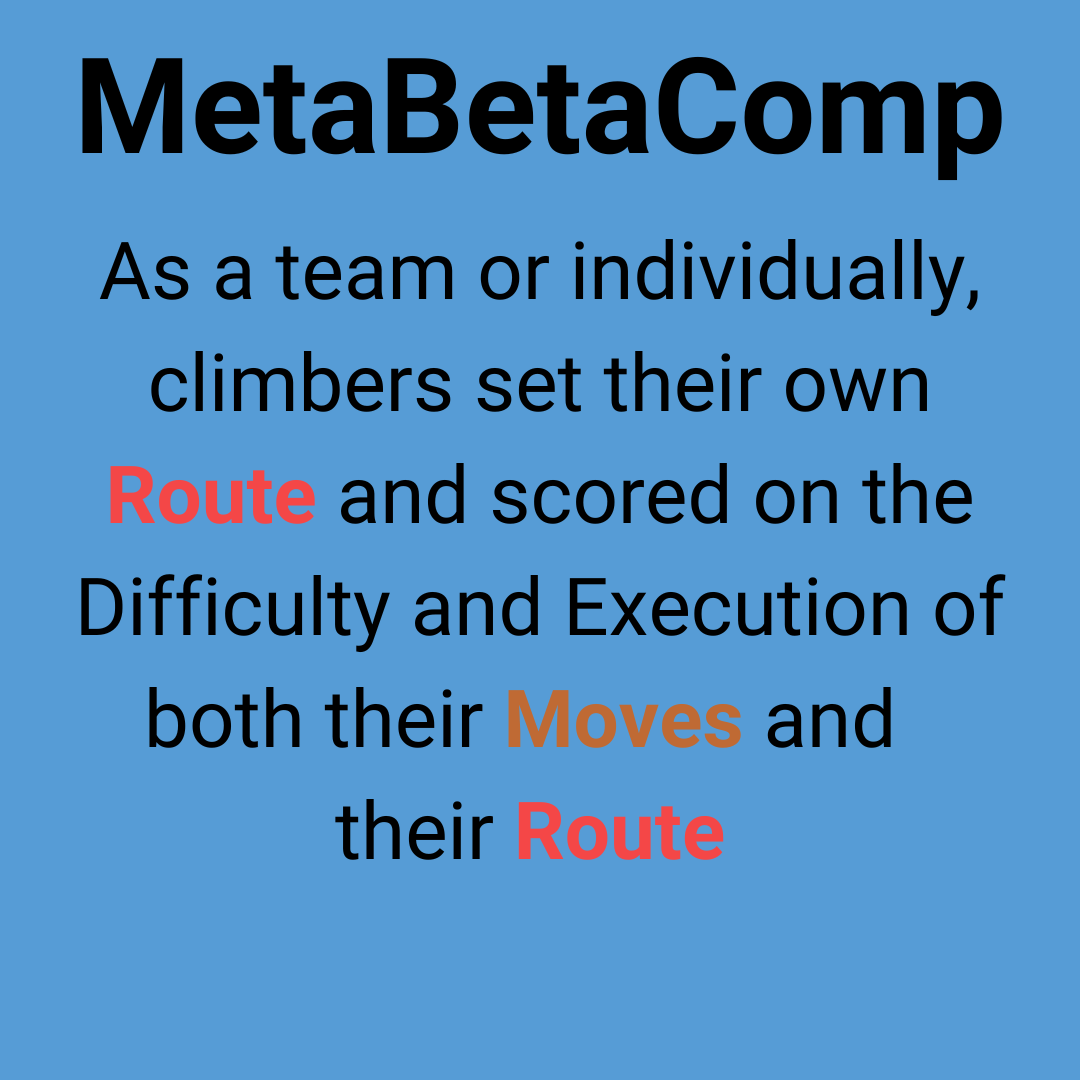 MetaBetaComp
As a team or individually,
climbers set their own
Route and scored on the
Difficulty and Execution of
both their Moves and
their Route